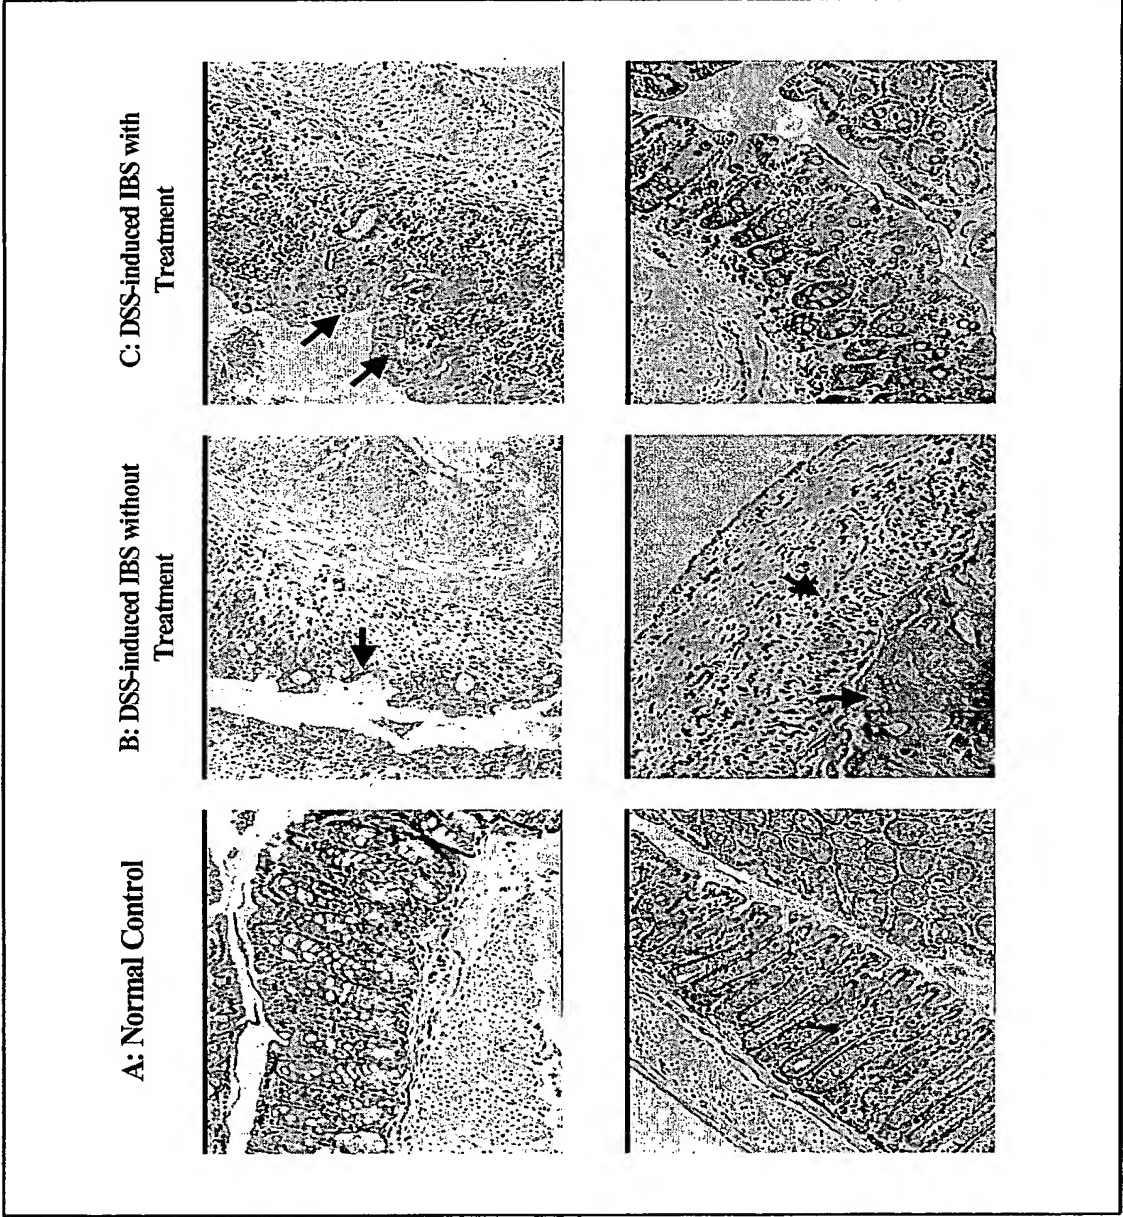 A: Normal Control
B: DSS-induced IBS without
Treatment
C: DSS-induced IBS with
Treatment